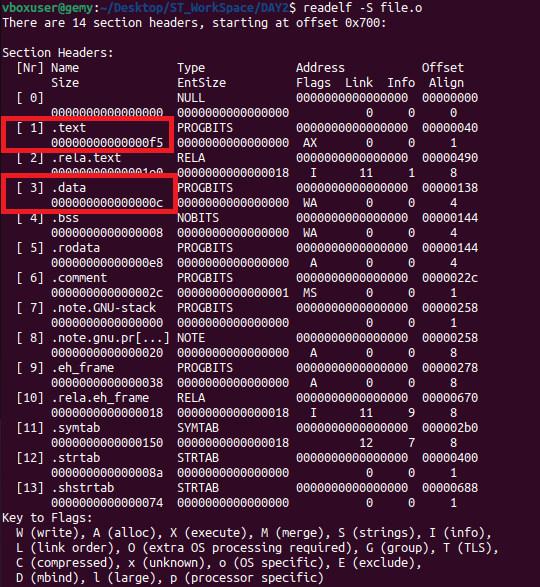 vboxuser@gemy:~/Desktop/ST_WorkSpace/DAY2$ readelf -S file.o
There are 14 section headers, starting at offset 0x700:
Section Headers:
[Nr] Name Type Address Offset
Size EntSize Flags Link Info Align
[ 0] NULL 0000000000000000 00000000
0000000000000000 0000000000000000 0 0 0
[ 1] .text PROGBITS 0000000000000000 00000040
00000000000000f5 0000000000000000 AX 0 0 1
[ 2] .rela.text RELA 0000000000000000 00000490
00000000000001e0 0000000000000018 I 11 1 8
[ 3] .data PROGBITS 0000000000000000 00000138
000000000000000c 0000000000000000 WA 0 0 4
[ 4] .bss NOBITS 0000000000000000 00000144
0000000000000008 0000000000000000 WA 0 0 4
[ 5] .rodata PROGBITS 0000000000000000 00000144
00000000000000e8 0000000000000000 A 0 0 4
[ 6] .comment PROGBITS 0000000000000000 0000022c
000000000000002c 0000000000000001 MS 0 0 1
[ 7] .note.GNU-stack PROGBITS 0000000000000000 00000258
0000000000000000 0000000000000000 0 0 1
[ 8] .note.gnu.pr[...] NOTE 0000000000000000 00000258
0000000000000020 0000000000000000 A 0 0 8
[ 9] .eh_frame PROGBITS 0000000000000000 00000278
0000000000000038 0000000000000000 A 0 0 8
[10] .rela.eh_frame RELA 0000000000000000 00000670
0000000000000018 0000000000000018 I 11 9 8
[11] .symtab SYMTAB 0000000000000000 000002b0
0000000000000150 0000000000000018 12 7 8
[12] .strtab STRTAB 0000000000000000 00000400
000000000000008a 0000000000000000 0 0 1
[13] .shstrtab STRTAB 0000000000000000 00000688
0000000000000074 0000000000000000 0 0 1
Key to Flags:
W (write), A (alloc), X (execute), M (merge), S (strings), I (info),
L (link order), O (extra OS processing required), G (group), T (TLS),
C (compressed), x (unknown), o (OS specific), E (exclude),
D (mbind), l (large), p (processor specific)